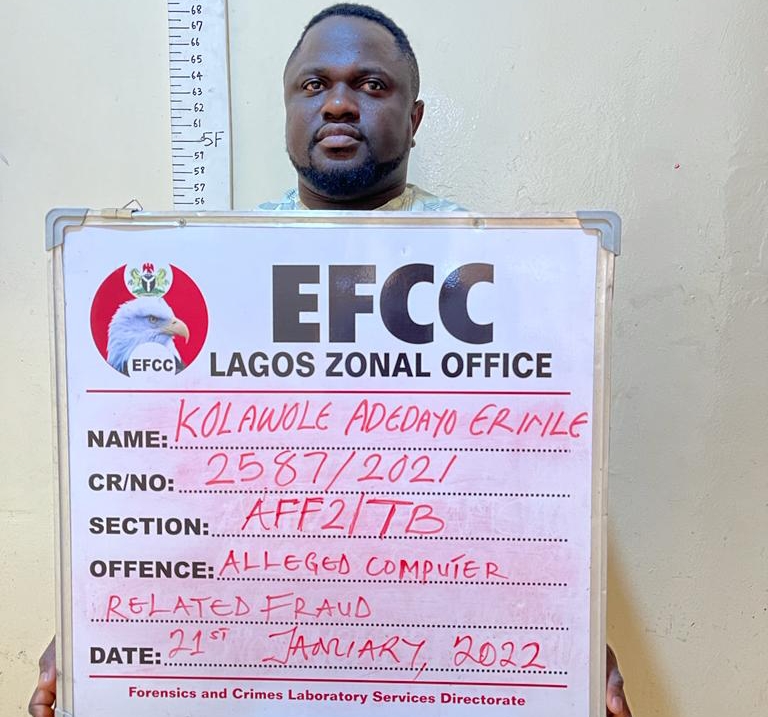 68
67
66
65
64
63
62
61
5F
59
58
57
56
EFCC
EFCC
LAGOS ZONAL OFFICE
NAME: KOLAWOLE ADEDAYO ERINLE
CR/NO: 2587/2021
SECTION: AFF2/TB
OFFENCE: ALLEGED COMPUTER
RELATED FRAUD
DATE: 21ST JANUARY, 2022
Forensics and Crimes Laboratory Services Directorate